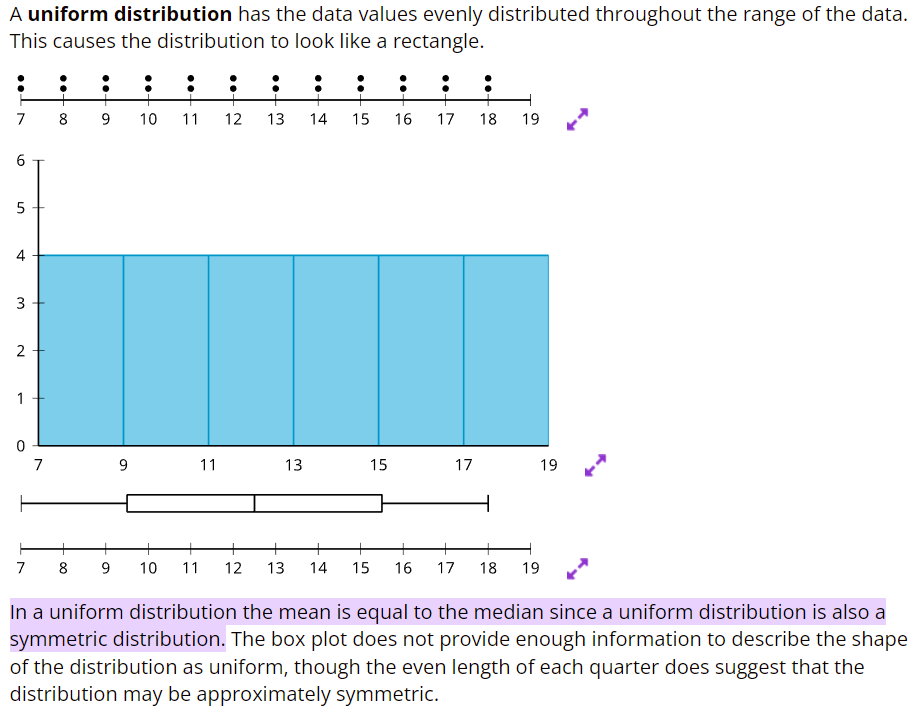 A uniform distribution has the data values evenly distributed throughout the range of the data.
This causes the distribution to look like a rectangle.
7 8 9 10 11 12 13 14 15 16 17 18 19
6
5
4
3
2
1
0
7 9 11 13 15 17 19
7 8 9 10 11 12 13 14 15 16 17 18 19
In a uniform distribution the mean is equal to the median since a uniform distribution is also a
symmetric distribution. The box plot does not provide enough information to describe the shape
of the distribution as uniform, though the even length of each quarter does suggest that the
distribution may be approximately symmetric.